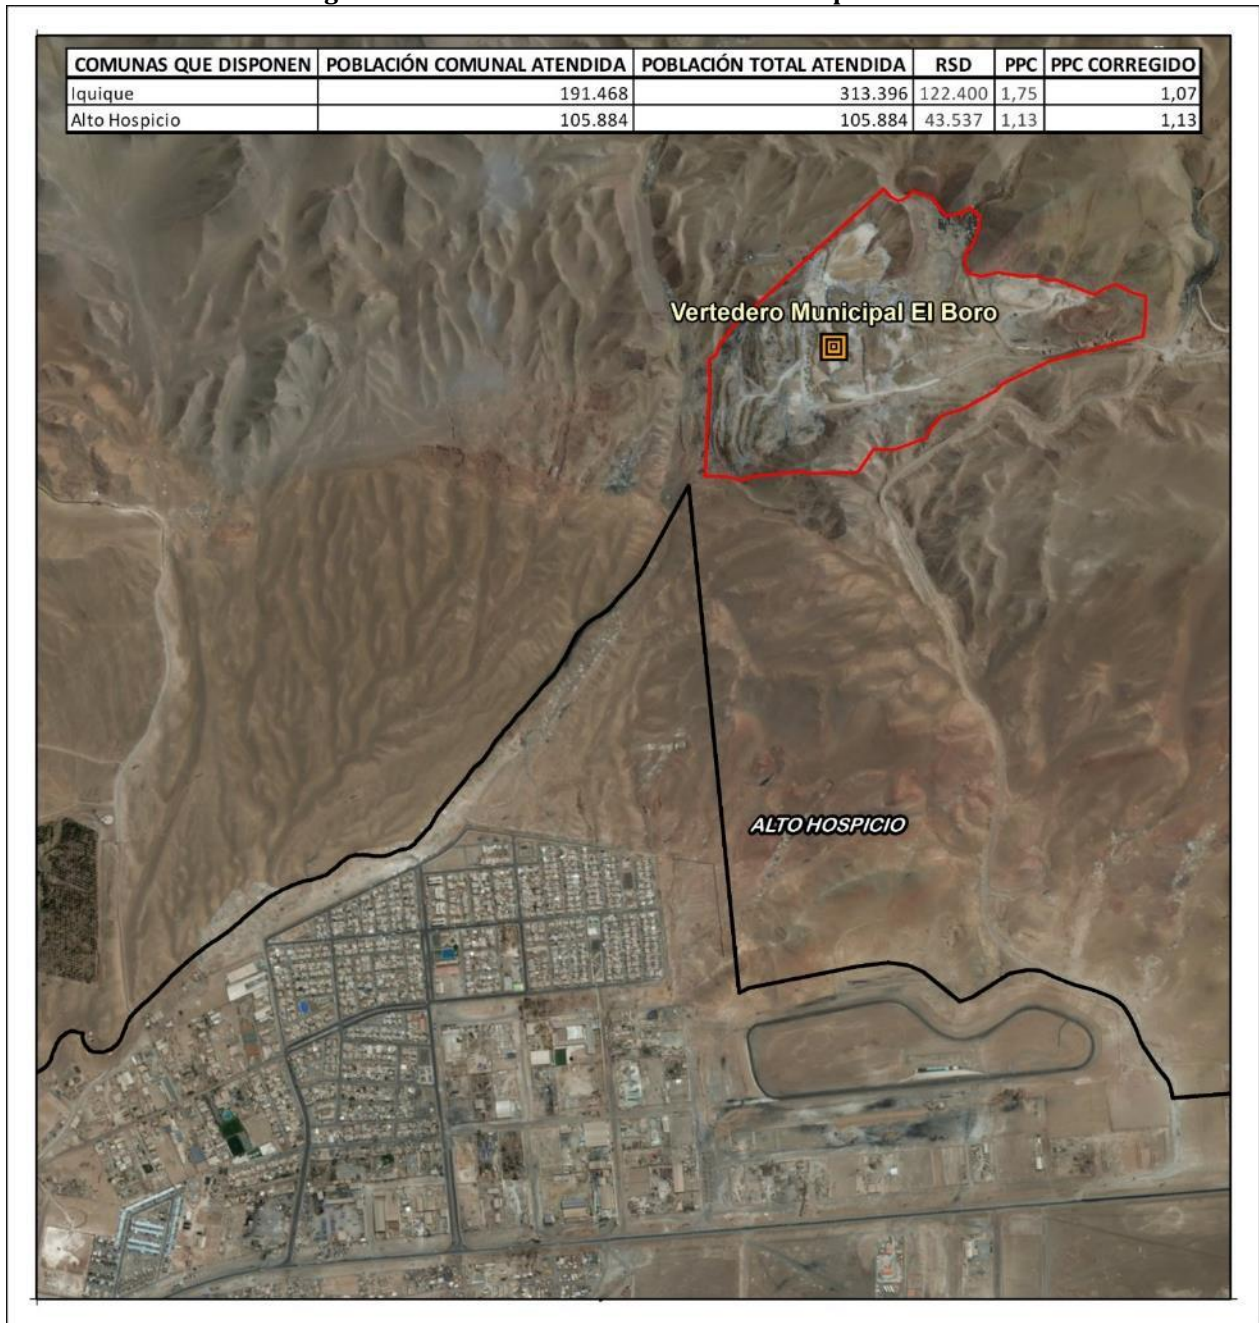 COMUNAS QUE DISPONEN POBLACIÓN COMUNAL ATENDIDA POBLACIÓN TOTAL ATENDIDA RSD PPC PPC CORREGIDO
Iquique 191.468 313.396 122.400 1,75 1,07
Alto Hospicio 105.884 105.884 43.537 1,13 1,13
Vertedero Municipal El Boro
ALTO HOSPICIO